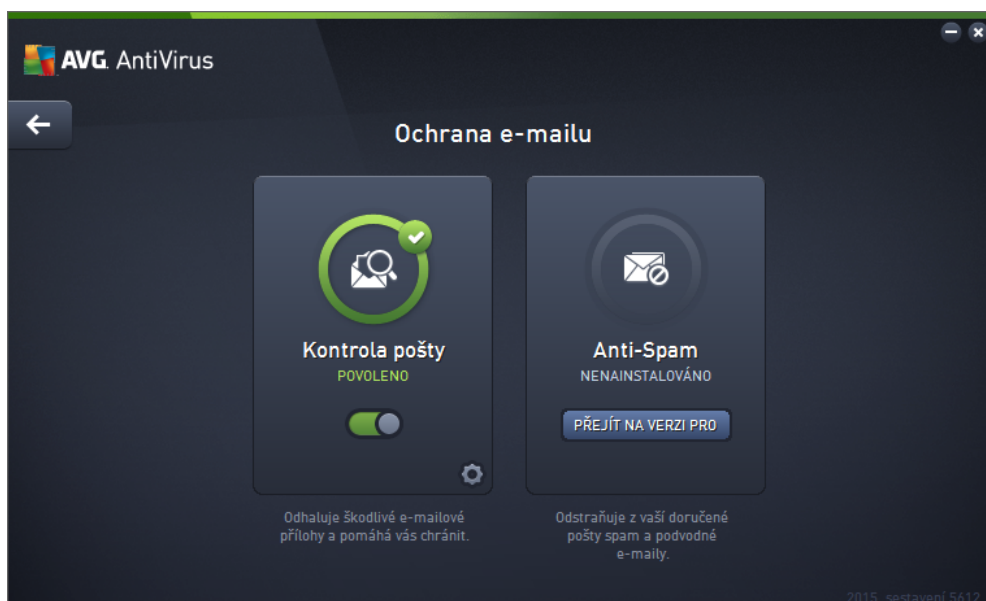 AVG. AntiVirus
Ochrana e-mailu
Kontrola pošty
POVOLENO
Odhaluje škodlivé e-mailové
přílohy a pomáhá vás chránit.
Anti-Spam
NENAINSTALOVÁNO
PŘEJÍT NA VERZI PRO
Odstraňuje z vaší doručené
pošty spam a podvodné
e-maily.
2015, sestavení 5612